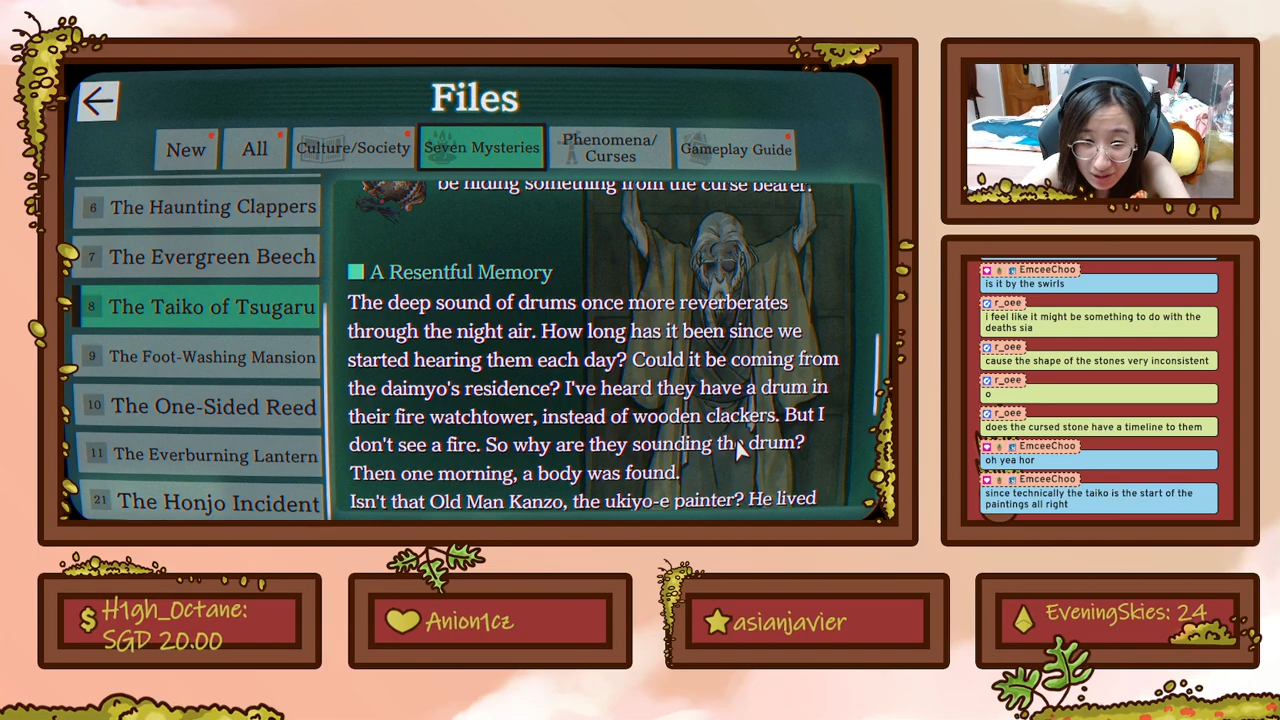 Files
New
All
Culture/Society
Seven Mysteries
Phenomena/
Curses
Gameplay Guide
6 The Haunting Clappers
7 The Evergreen Beech
8 The Taiko of Tsugaru
9 The Foot-Washing Mansion
10 The One-Sided Reed
11 The Everburning Lantern
21 The Honjo Incident
be hiding something from the curse bearer.
A Resentful Memory
The deep sound of drums once more reverberates
through the night air. How long has it been since we
started hearing them each day? Could it be coming from
the daimyo's residence? I've heard they have a drum in
their fire watchtower, instead of wooden clackers. But I
don't see a fire. So why are they sounding the drum?
Then one morning, a body was found.
Isn't that Old Man Kanzo, the ukiyo-e painter? He lived
EmceeChoo
is it by the swirls
r_oee
i feel like it might be something to do with the
deaths sia
r_oee
cause the shape of the stones very inconsistent
r_oee
o
r_oee
does the cursed stone have a timeline to them
EmceeChoo
oh yea hor
EmceeChoo
since technically the taiko is the start of the
paintings all right
H1gh_Octane:
SGD 20.00
Anion1cz
asianjavier
EveningSkies: 24